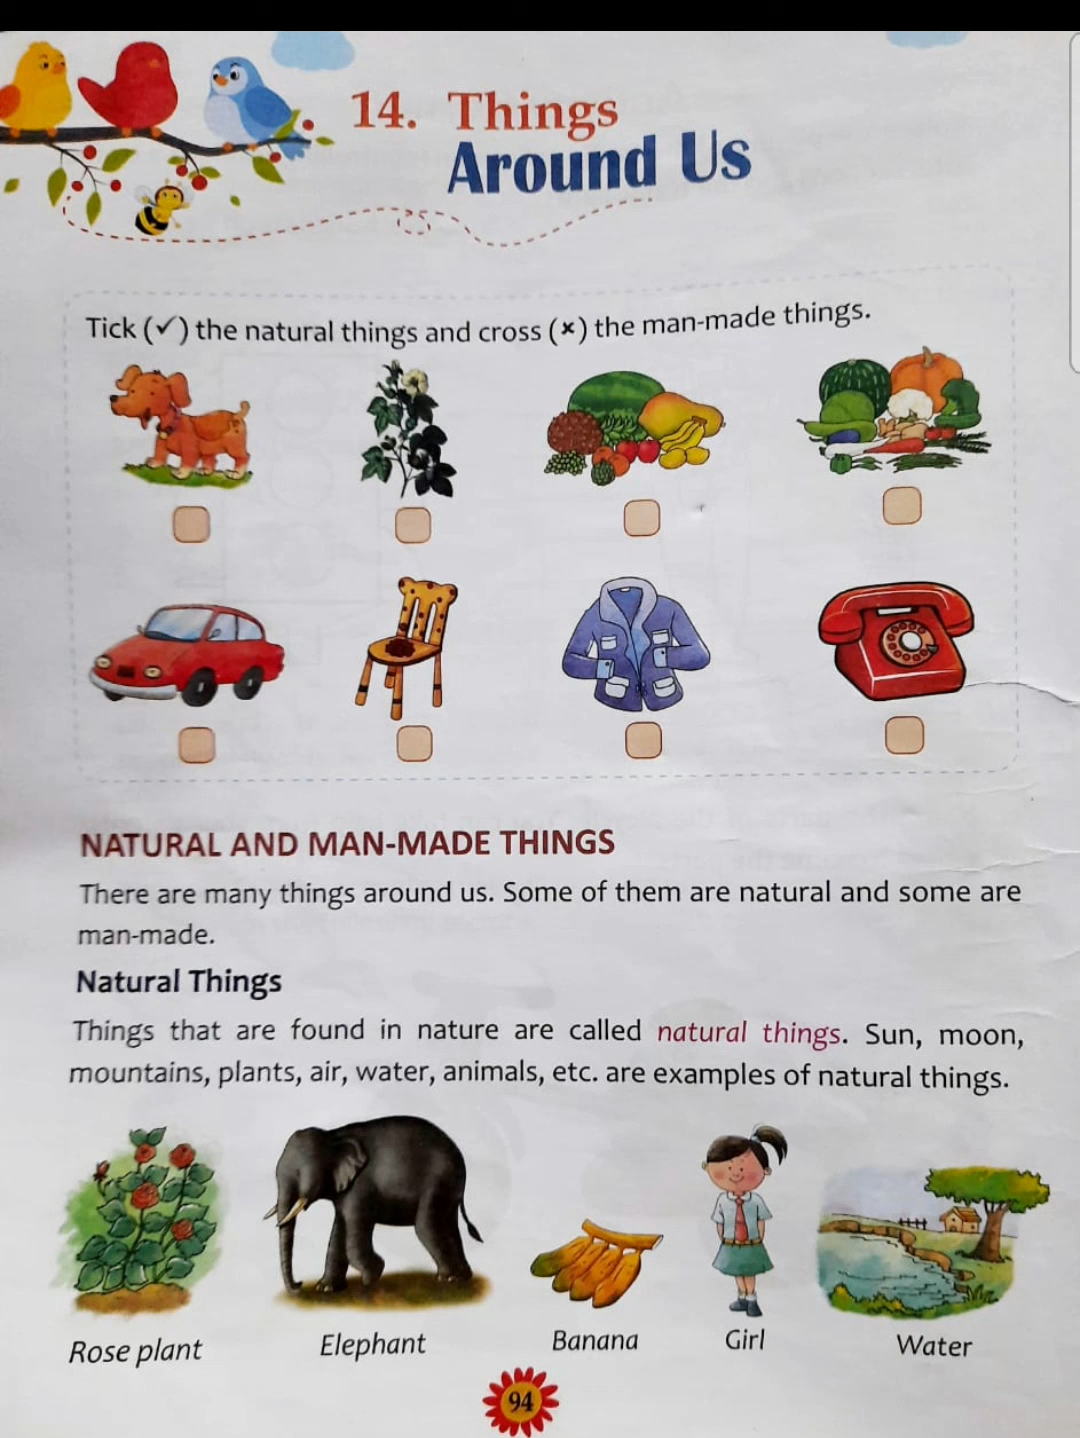 14. Things
Around Us
Tick (✓) the natural things and cross (×) the man-made things.
NATURAL AND MAN-MADE THINGS
There are many things around us. Some of them are natural and some are
man-made.
Natural Things
Things that are found in nature are called natural things. Sun, moon,
mountains, plants, air, water, animals, etc. are examples of natural things.
Rose plant
Elephant
Banana
Girl
Water
94